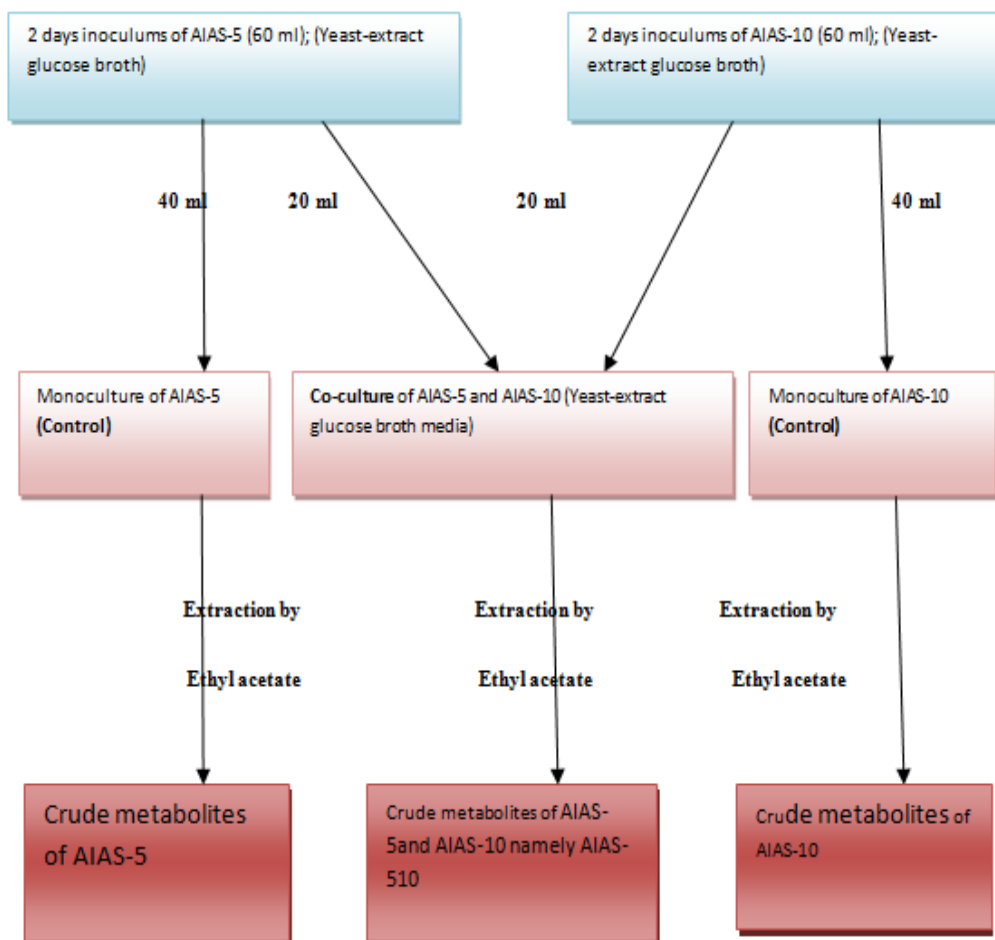 2 days inoculums of AIAS-5 (60 ml); (Yeast-extract
glucose broth)
2 days inoculums of AIAS-10 (60 ml); (Yeast-
extract glucose broth)
40 ml
20 ml
20 ml
40 ml
Monoculture of AIAS-5
(Control)
Co-culture of AIAS-5 and AIAS-10 (Yeast-extract
glucose broth media)
Monoculture of AIAS-10
(Control)
Extraction by
Ethyl acetate
Extraction by
Ethyl acetate
Extraction by
Ethyl acetate
Crude metabolites
of AIAS-5
Crude metabolites of AIAS-
5and AIAS-10 namely AIAS-
510
Crude metabolites of
AIAS-10